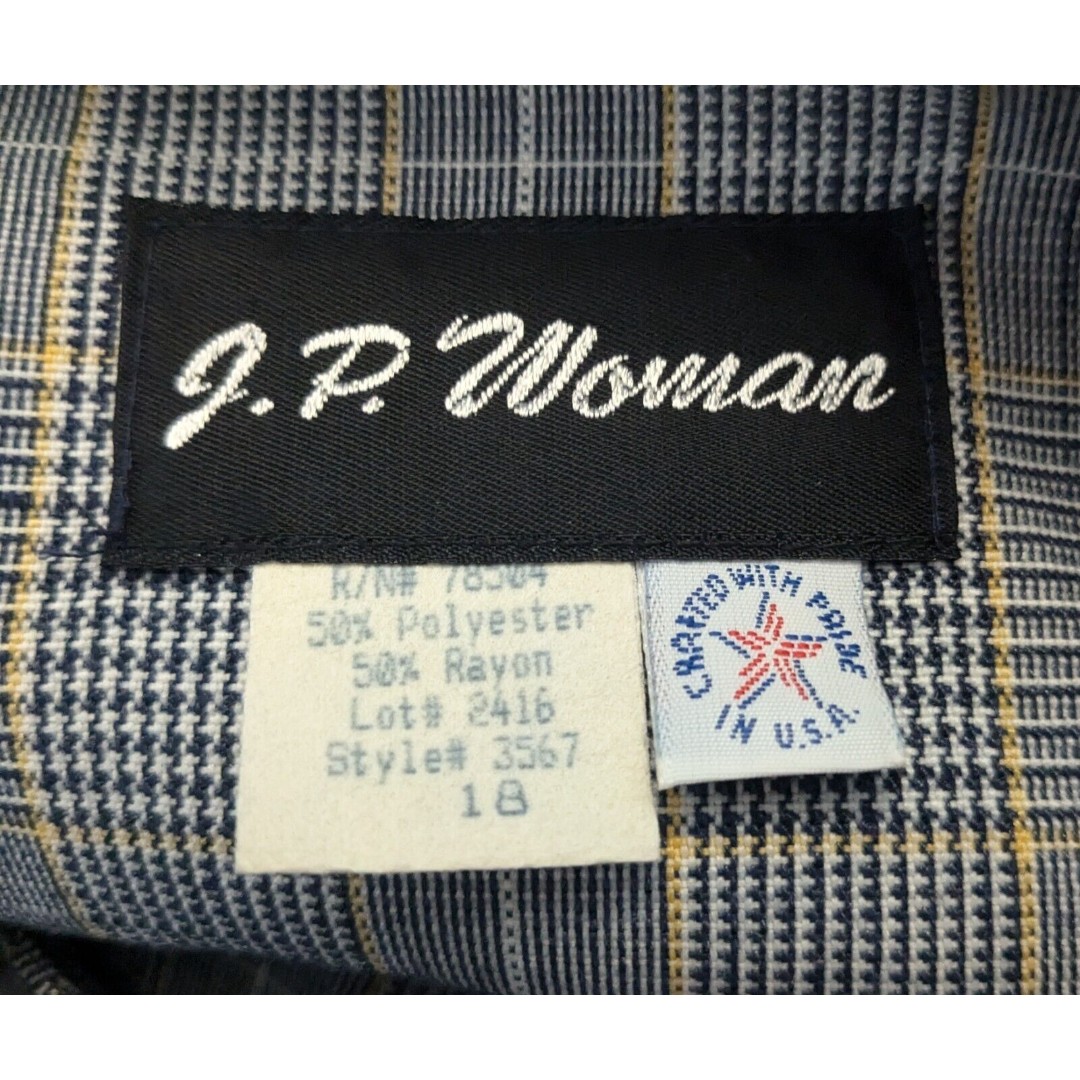 J.P. Woman
R/N# 78504
50% Polyester
50% Rayon
Lot# 2416
Style# 3567
18
CRAFTED WITH PRIDE
IN U.S.A.